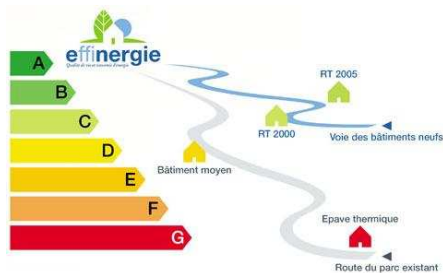 effinergie
A
B
C
D
E
F
G
RT 2005
RT 2000
Voie des bâtiments neufs
Bâtiment moyen
Epave thermique
Route du parc existant